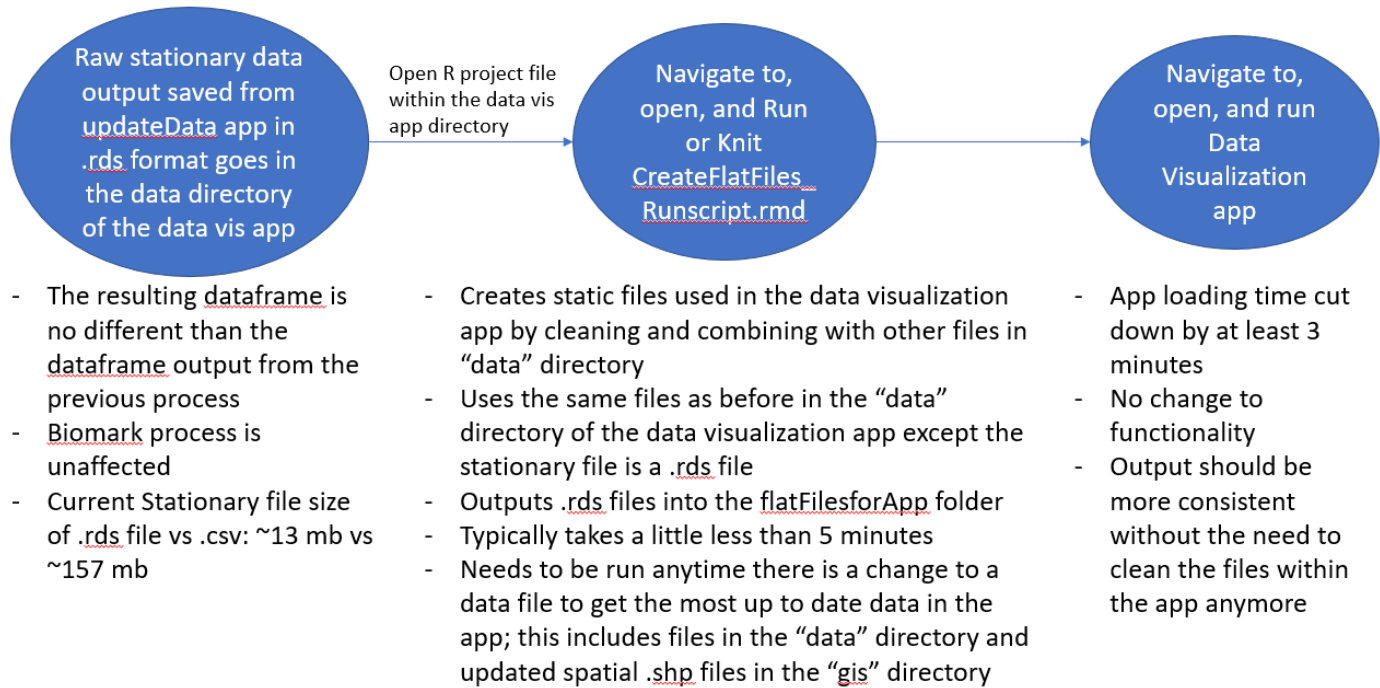 Raw stationary data
output saved from
updateData app in
.rds format goes in
the data directory
of the data vis app
Open R project file
within the data vis
app directory
Navigate to,
open, and Run
or Knit
CreateFlatFiles_
Runscript.rmd
Navigate to,
open, and run
Data
Visualization
app
- The resulting dataframe is
no different than the
dataframe output from the
previous process
- Biomark process is
unaffected
- Current Stationary file size
of .rds file vs .csv: ~13 mb vs
~157 mb
- Creates static files used in the data visualization
app by cleaning and combining with other files in
“data” directory
- Uses the same files as before in the “data”
directory of the data visualization app except the
stationary file is a .rds file
- Outputs .rds files into the flatFilesforApp folder
- Typically takes a little less than 5 minutes
- Needs to be run anytime there is a change to a
data file to get the most up to date data in the
app; this includes files in the “data” directory and
updated spatial .shp files in the “gis” directory
- App loading time cut
down by at least 3
minutes
- No change to
functionality
- Output should be
more consistent
without the need to
clean the files within
the app anymore